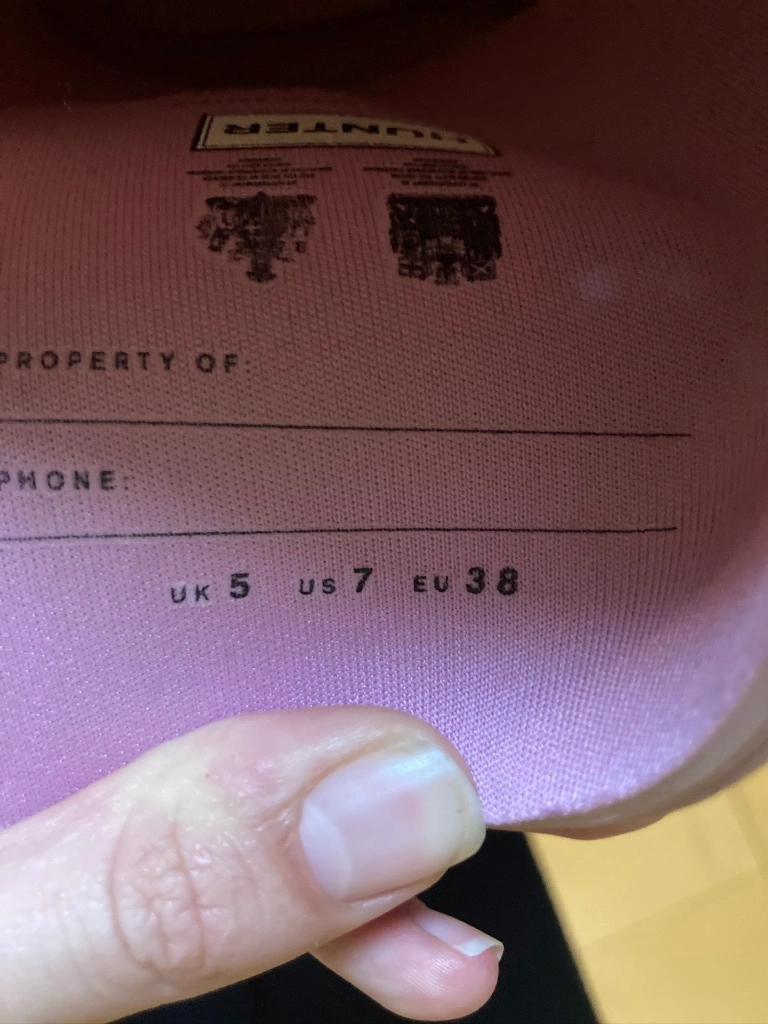 HUNTER
PROPERTY OF:
PHONE:
UK 5 US 7 EU 38